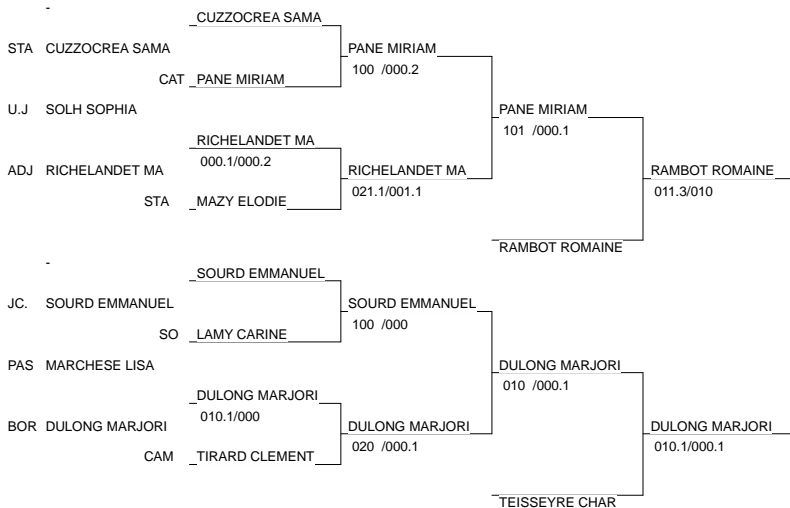 -
CUZZOCREA SAMA
STA CUZZOCREA SAMA
PANE MIRIAM
100 /000.2
CAT PANE MIRIAM
U.J SOLH SOPHIA
PANE MIRIAM
101 /000.1
RICHELANDET MA
000.1/000.2
ADJ RICHELANDET MA
RICHELANDET MA
021.1/001.1
RAMBOT ROMAINE
011.3/010
STA MAZY ELODIE
RAMBOT ROMAINE
-
SOURD EMMANUEL
JC. SOURD EMMANUEL
SOURD EMMANUEL
100 /000
SO LAMY CARINE
PAS MARCHESE LISA
DULONG MARJORI
010 /000.1
DULONG MARJORI
010.1/000
BOR DULONG MARJORI
DULONG MARJORI
020 /000.1
DULONG MARJORI
010.1/000.1
CAM TIRARD CLEMENT
TEISSEYRE CHAR